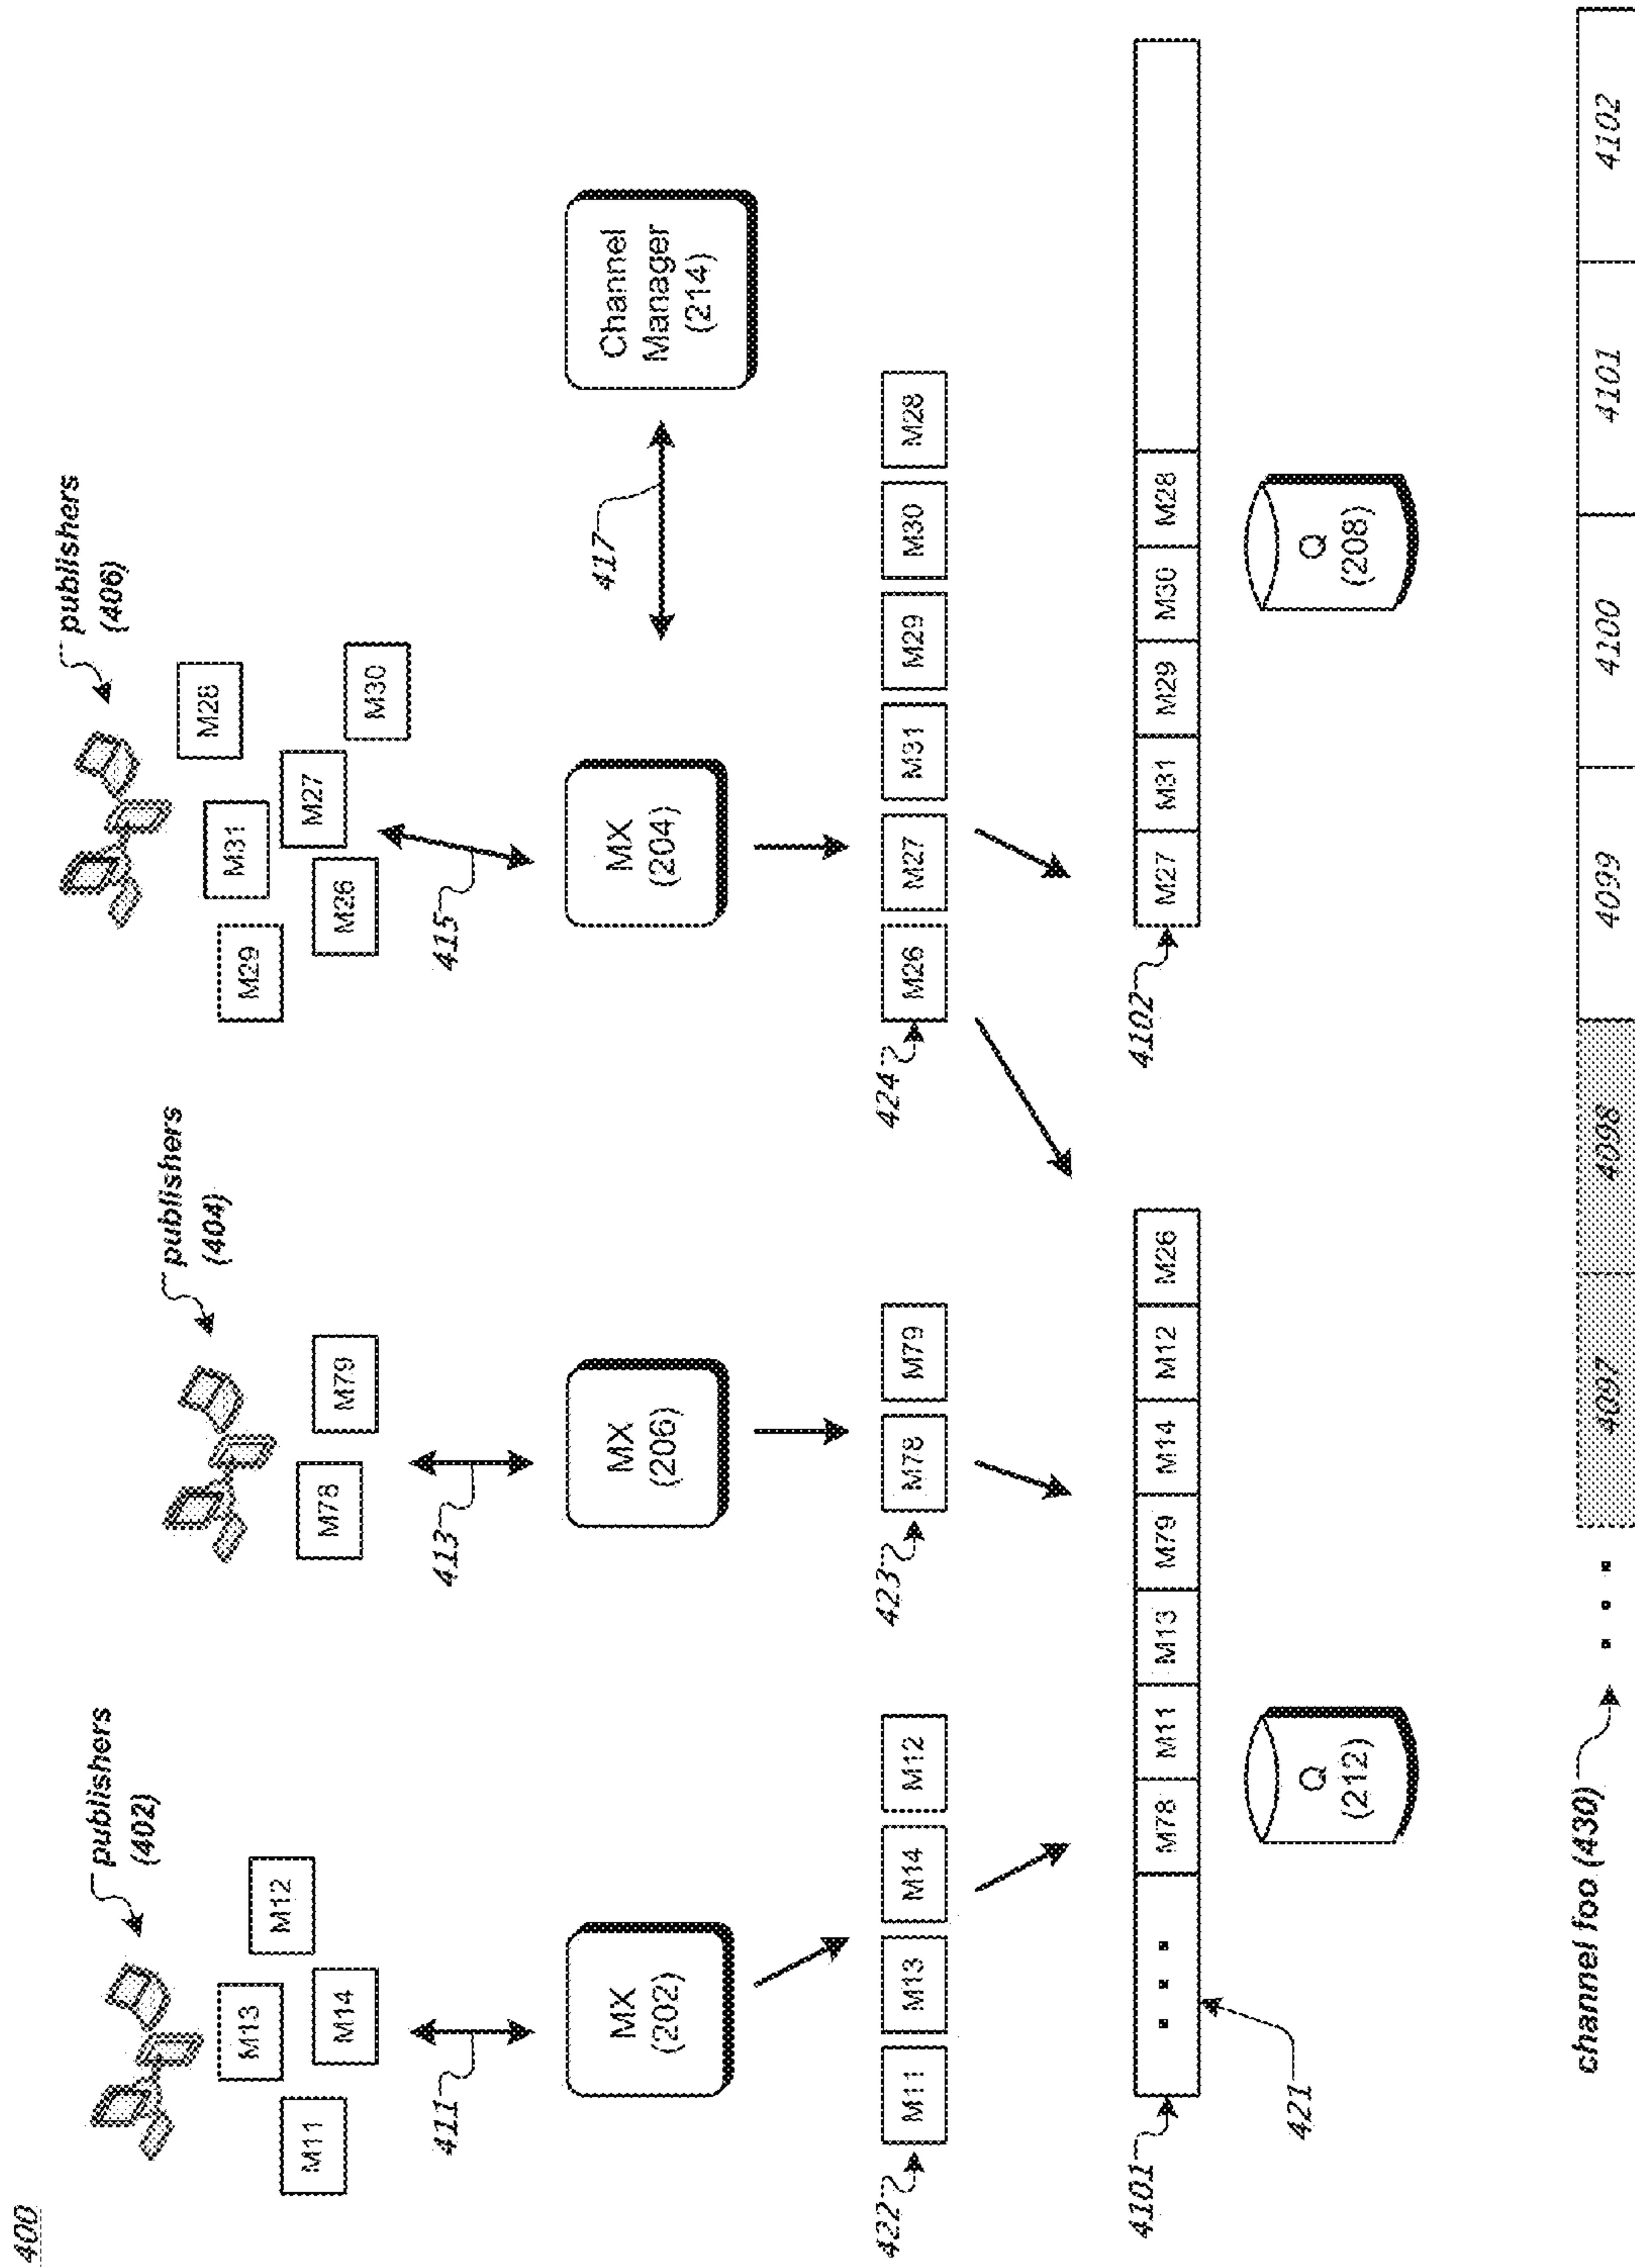 400
publishers
(402)
publishers
(404)
publishers
(406)
M11
M13
M14
M12
M78
M79
M29
M31
M26
M27
M28
M30
411
413
415
417
MX
(202)
MX
(206)
MX
(204)
Channel
Manager
(214)
422
M11
M13
M14
M12
423
M78
M79
424
M26
M27
M31
M29
M30
M28
4101
M78
M11
M13
M79
M14
M12
M26
4102
M27
M31
M29
M30
M28
421
Q
(212)
Q
(208)
channel foo (430)
4097
4098
4099
4100
4101
4102